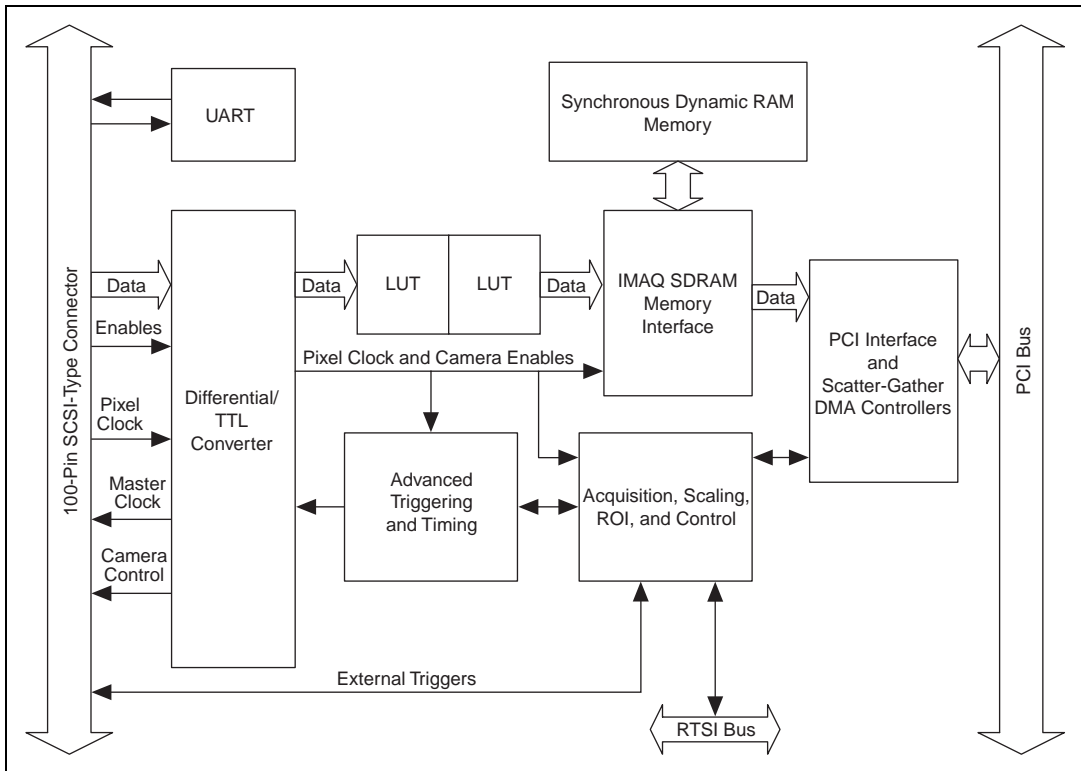 UART
Synchronous Dynamic RAM
Memory
100-Pin SCSI-Type Connector
Data
Enables
Pixel
Clock
Master
Clock
Camera
Control
Differential/
TTL
Converter
Data
LUT
LUT
Data
IMAQ SDRAM
Memory
Interface
Data
PCI Interface
and
Scatter-Gather
DMA Controllers
PCI Bus
Pixel Clock and Camera Enables
Advanced
Triggering
and Timing
Acquisition, Scaling,
ROI, and Control
External Triggers
RTSI Bus